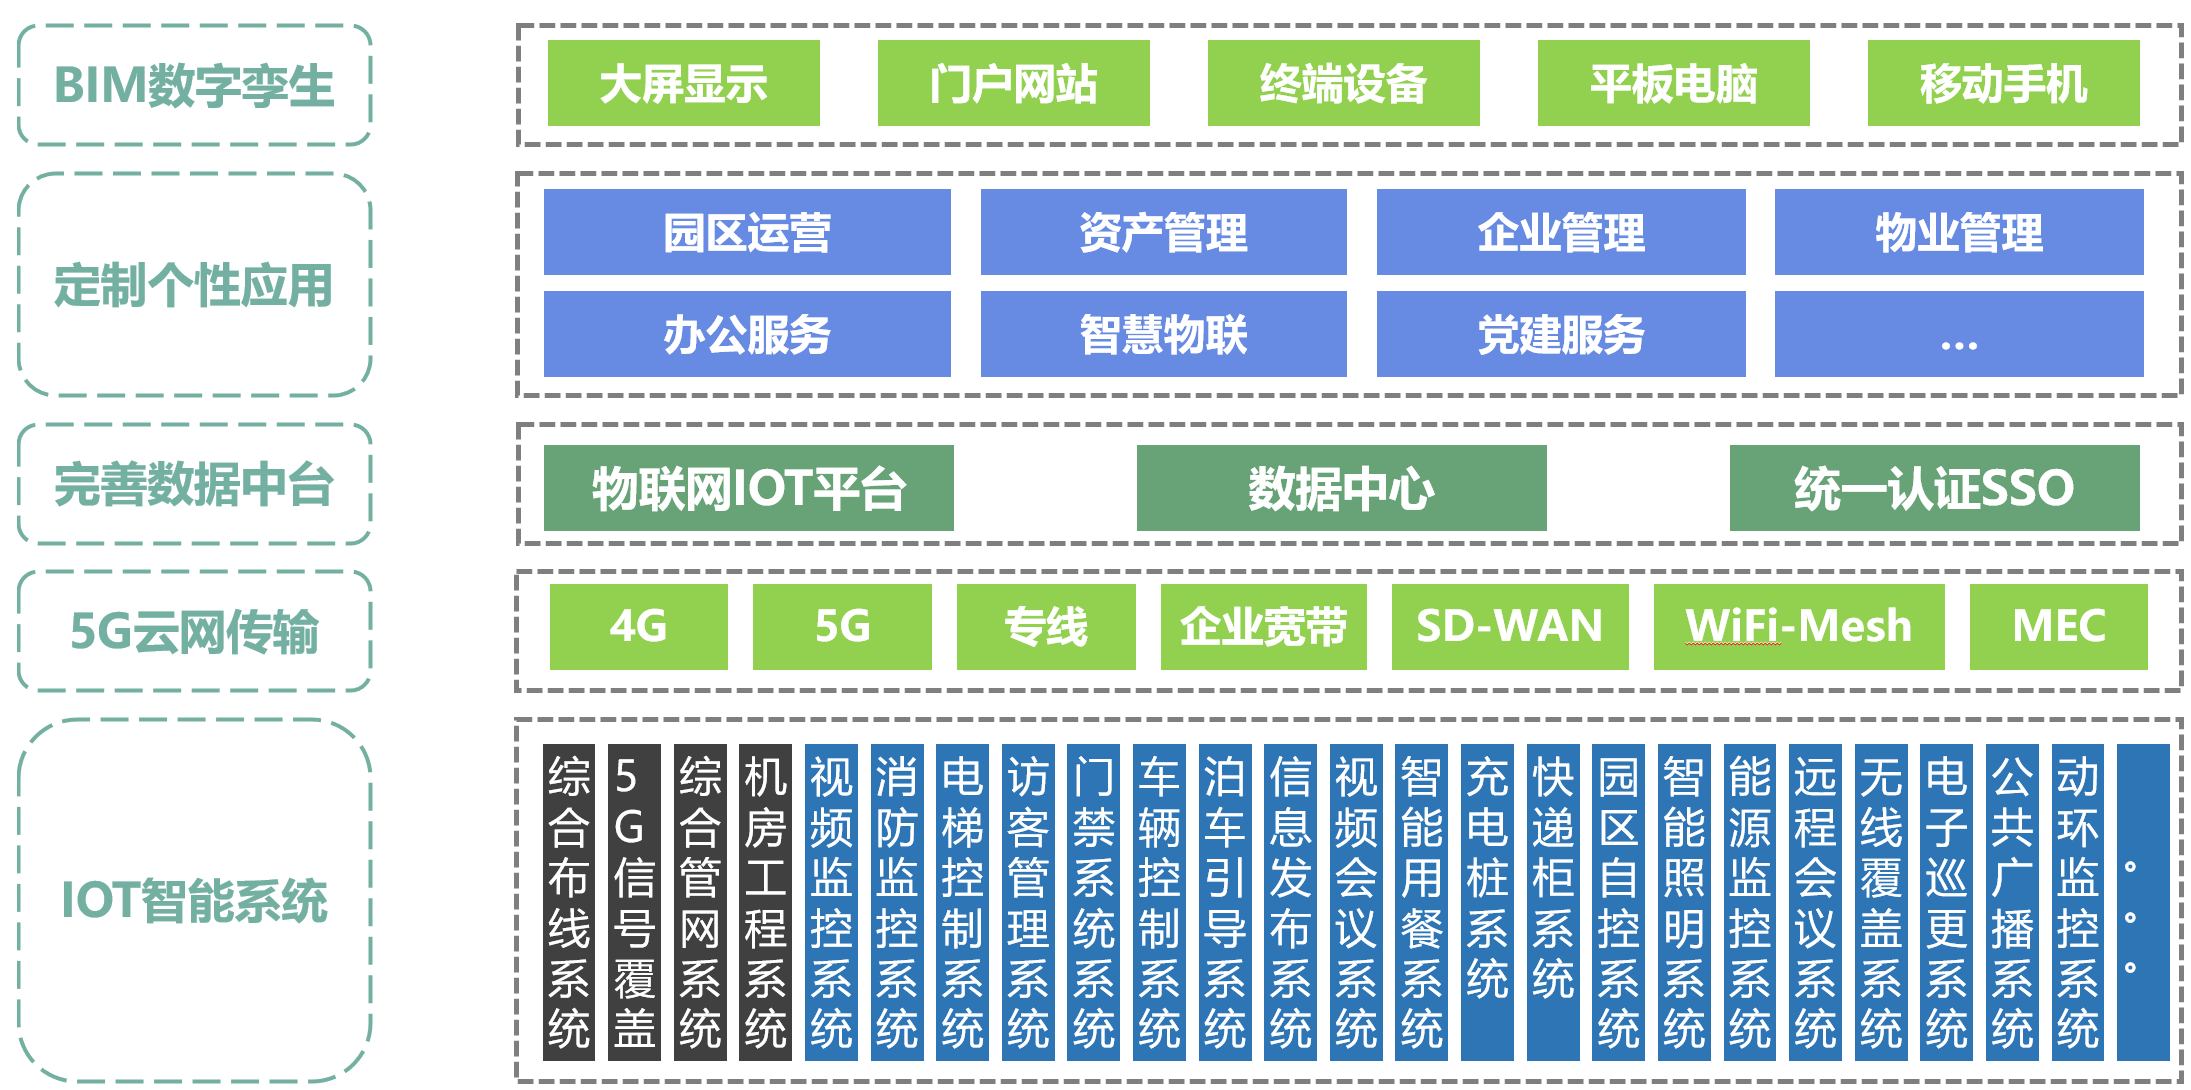 BIM数字孪生
大屏显示
门户网站
终端设备
平板电脑
移动手机
定制个性应用
园区运营
资产管理
企业管理
物业管理
办公服务
智慧物联
党建服务
...
完善数据中台
物联网IOT平台
数据中心
统一认证SSO
5G云网传输
4G
5G
专线
企业宽带
SD-WAN
WiFi-Mesh
MEC
IOT智能系统
综合布线系统
5G信号覆盖
综合管网系统
机房工程系统
视频监控系统
消防监控系统
电梯控制系统
访客管理系统
门禁系统系统
车辆控制系统
泊车引导系统
信息发布系统
视频会议系统
智能用餐系统
充电桩系统
快递柜系统
园区自控系统
智能照明系统
能源监控系统
远程会议系统
无线覆盖系统
电子巡更系统
公共广播系统
动环监控系统
。。。